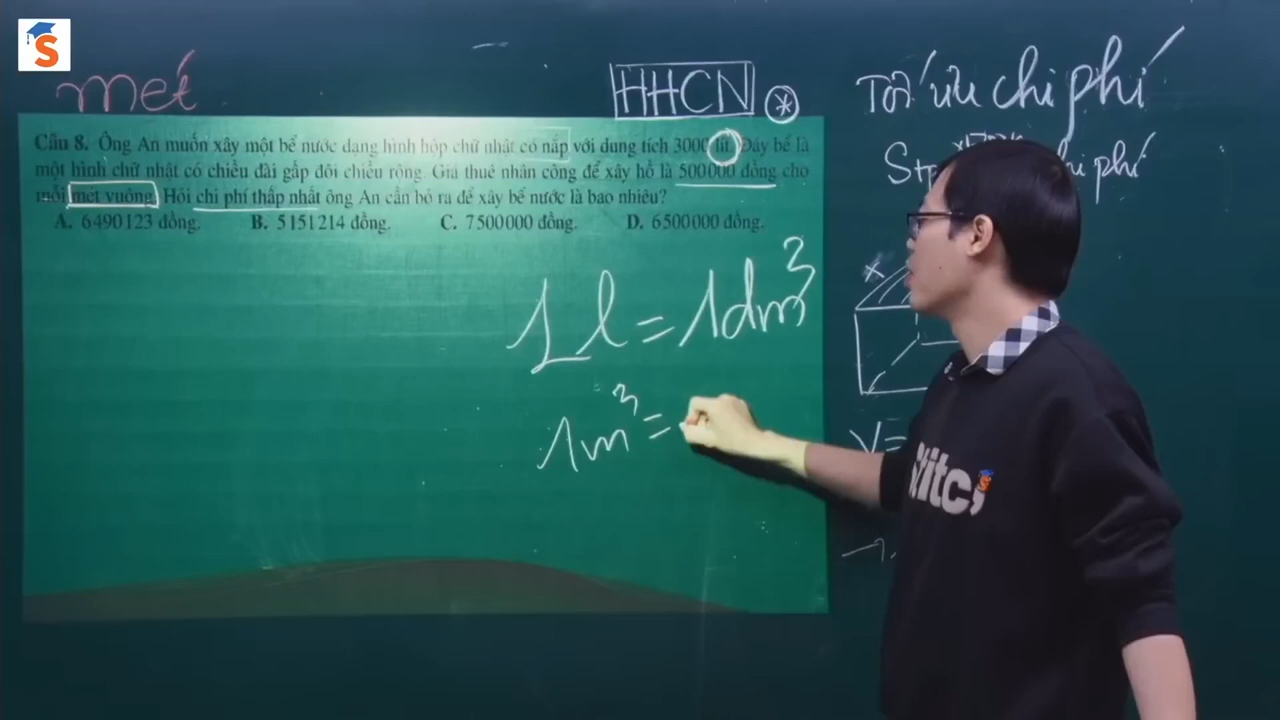 S
mét
HHCN
*
Tối ưu chi phí
Câu 8. Ông An muốn xây một bể nước dạng hình hộp chữ nhật có nắp với dung tích 3000 lít. Đáy bể là
một hình chữ nhật có chiều dài gấp đôi chiều rộng. Giá thuê nhân công để xây hồ là 500000 đồng cho
mỗi mét vuông. Hỏi chi phí thấp nhất ông An cần bỏ ra để xây bể nước là bao nhiêu?
A. 6490123 đồng. B. 5151214 đồng. C. 7500000 đồng. D. 6500000 đồng.
chi phí
x
1l = 1dm³
1m³ =
V=